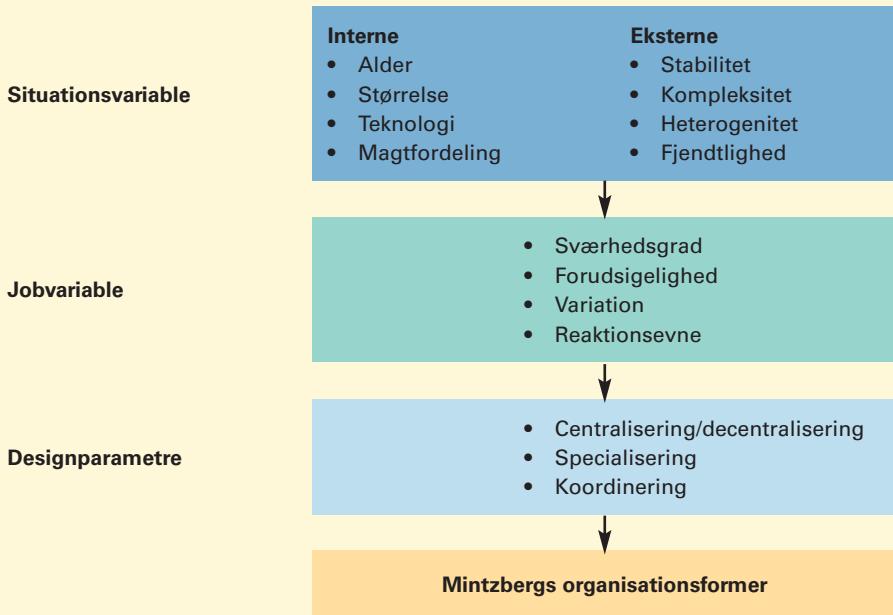 Situationsvariable
Interne
• Alder
• Størrelse
• Teknologi
• Magtfordeling
Eksterne
• Stabilitet
• Kompleksitet
• Heterogenitet
• Fjendtlighed
Jobvariable
• Sværhedsgrad
• Forudsigelighed
• Variation
• Reaktionsevne
Designparametre
• Centralisering/decentralisering
• Specialisering
• Koordinering
Mintzbergs organisationsformer